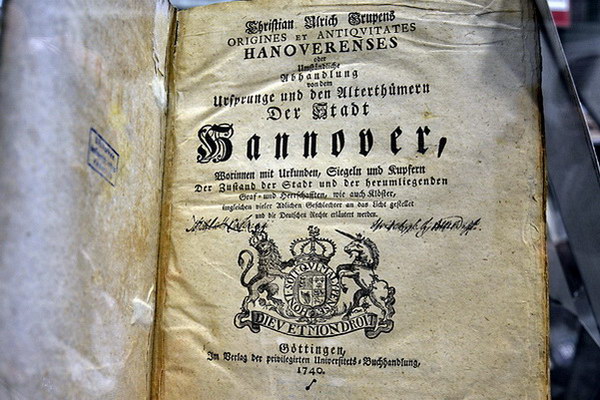 Christian Ulrich Grupens
ORIGINES ET ANTIQVITATES
HANOVERENSES
oder
Umständliche
Abhandlung
von dem
Ursprunge und den Alterthümern
Der Stadt
Hannover,
Worinnen mit Urkunden, Siegeln und Kupfern
Der Zustand der Stadt und der herumliegenden
Graf- und Herrschafften, wie auch Klöster,
imgleichen vieler Adlichen Geschlechter an das Licht gestellet
und die Deutschen Rechte erläutert werden.
DIEV ET MON DROIT
Göttingen,
Im Verlag der privilegirten Universitets-Buchhandlung,
1740.